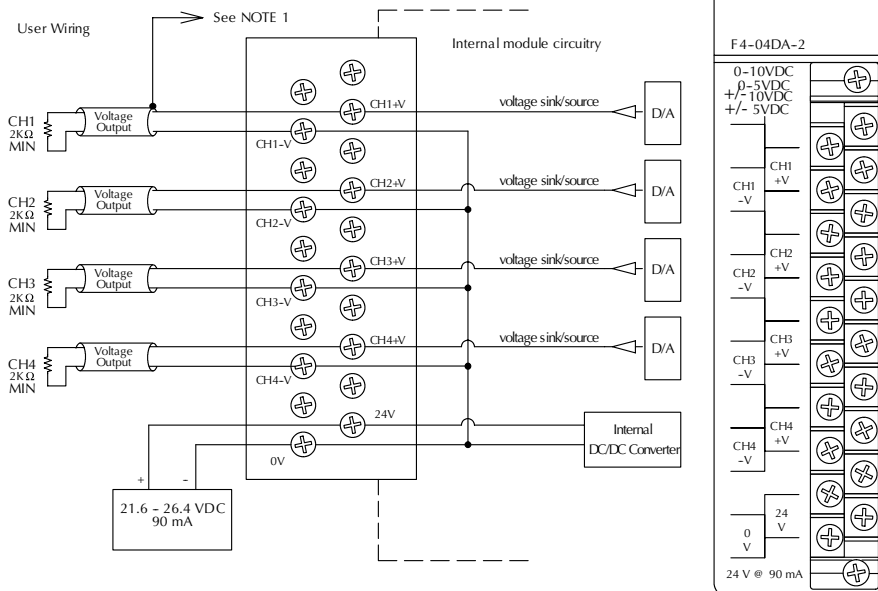 User Wiring
See NOTE 1
Internal module circuitry
CH1
2KΩ
MIN
Voltage
Output
CH1+V
CH1-V
voltage sink/source
D/A
CH2
2KΩ
MIN
Voltage
Output
CH2+V
CH2-V
voltage sink/source
D/A
CH3
2KΩ
MIN
Voltage
Output
CH3+V
CH3-V
voltage sink/source
D/A
CH4
2KΩ
MIN
Voltage
Output
CH4+V
CH4-V
voltage sink/source
D/A
24V
0V
Internal
DC/DC Converter
+ -
21.6 – 26.4 VDC
90 mA
F4-04DA-2
0-10VDC
0-5VDC
+/- 10VDC
+/- 5VDC
CH1
+V
CH1
-V
CH2
+V
CH2
-V
CH3
+V
CH3
-V
CH4
+V
CH4
-V
24
V
0
V
24 V @ 90 mA